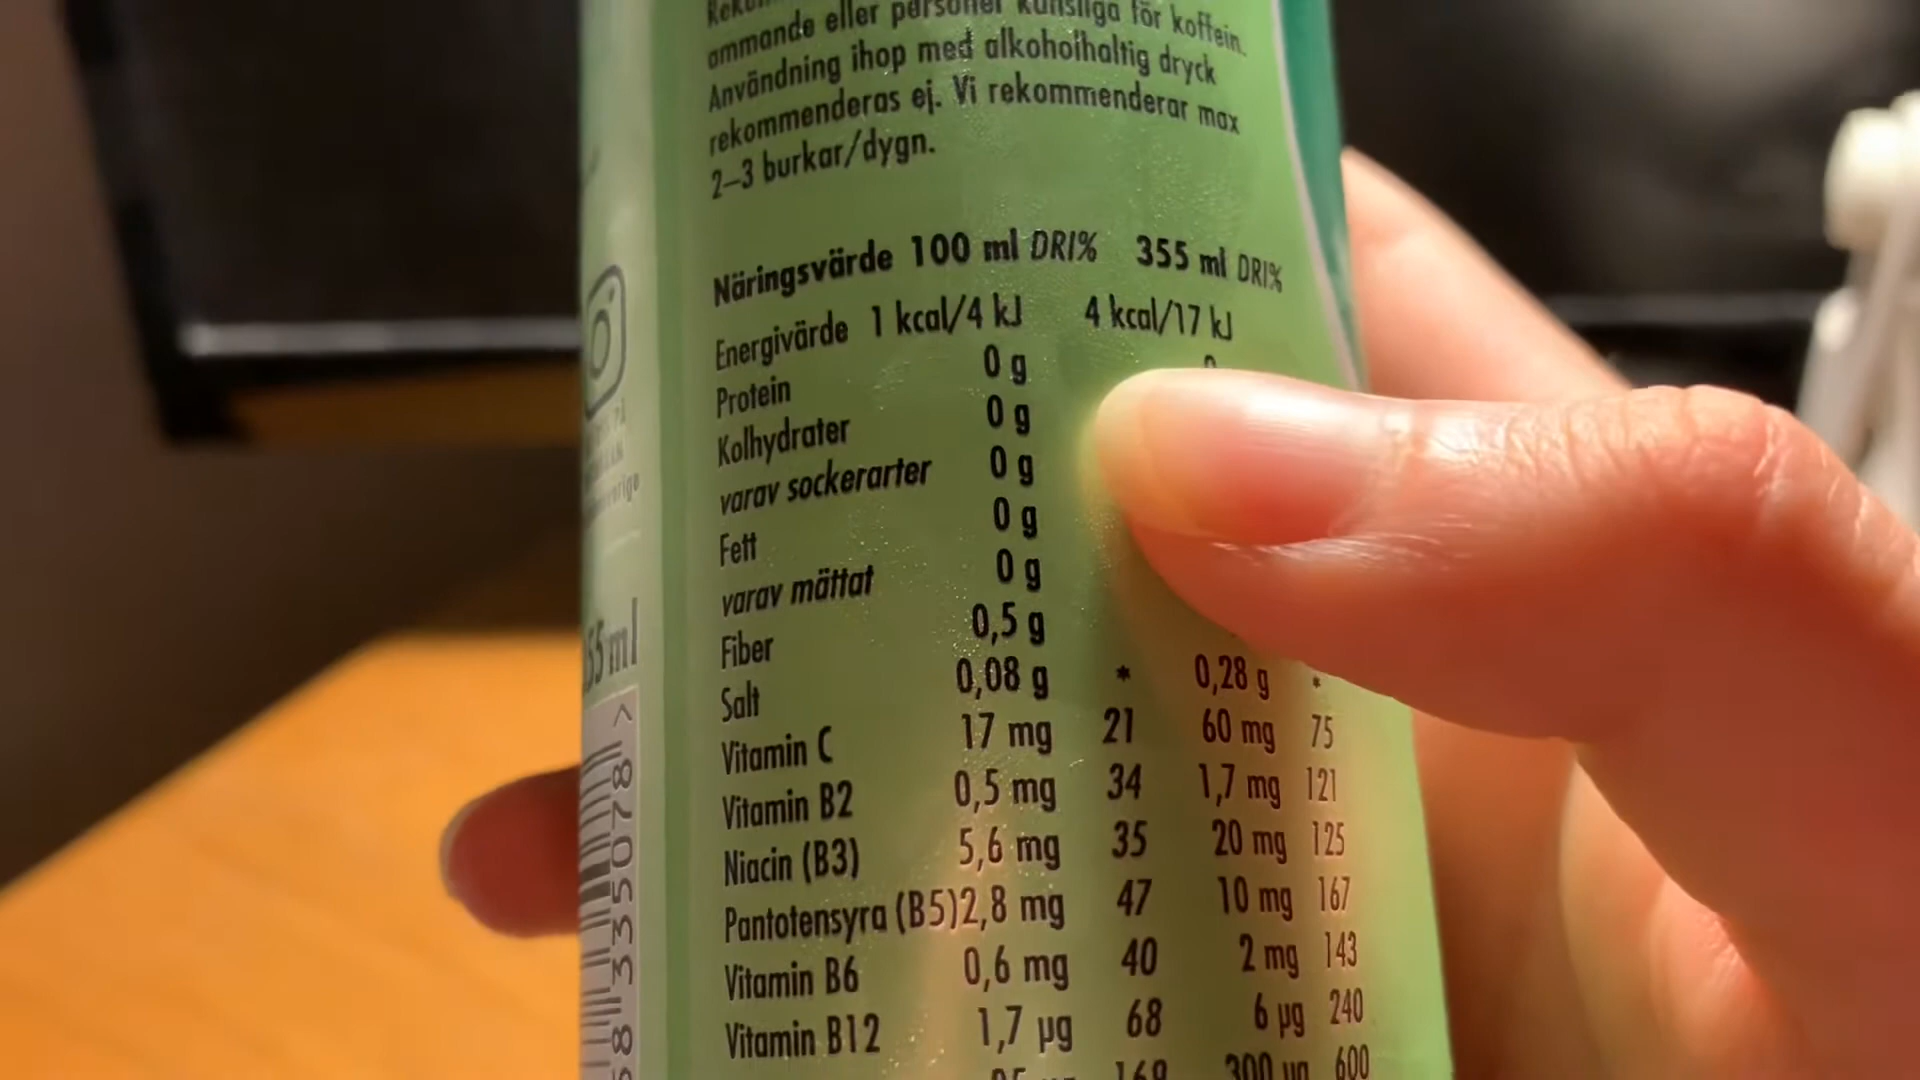 ammande eller personer känsliga för koffein.
Användning ihop med alkoholhaltig dryck
rekommenderas ej. Vi rekommenderar max
2–3 burkar/dygn.
Näringsvärde 100 ml DRI% 355 ml DRI%
Energivärde 1 kcal/4 kJ 4 kcal/17 kJ
Protein 0 g
Kolhydrater 0 g
varav sockerarter 0 g
Fett 0 g
varav mättat 0 g
Fiber 0,5 g
Salt 0,08 g * 0,28 g *
Vitamin C 17 mg 21 60 mg 75
Vitamin B2 0,5 mg 34 1,7 mg 121
Niacin (B3) 5,6 mg 35 20 mg 125
Pantotensyra (B5) 2,8 mg 47 10 mg 167
Vitamin B6 0,6 mg 40 2 mg 143
Vitamin B12 1,7 µg 68 6 µg 240
169 300 µg 600
ml
335078 >